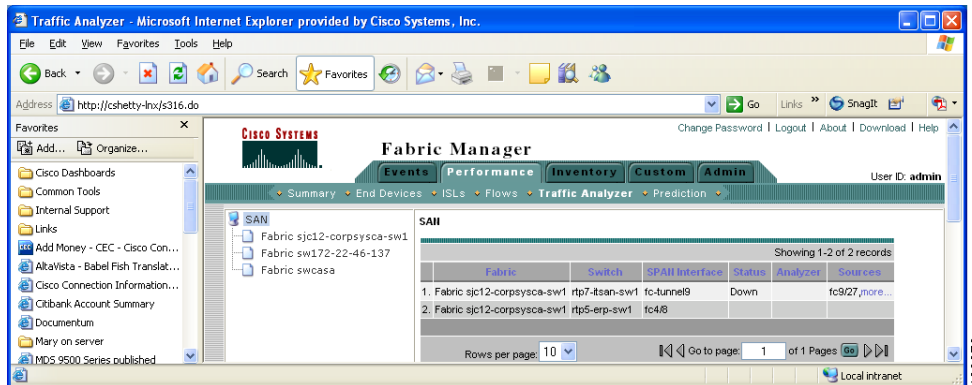 Traffic Analyzer - Microsoft Internet Explorer provided by Cisco Systems, Inc.
File Edit View Favorites Tools Help
Back Search Favorites
Address http://cshetty-lnx/s316.do Go Links » SnagIt
Favorites
Add... Organize...
Cisco Dashboards
Common Tools
Internal Support
Links
Add Money - CEC - Cisco Con...
AltaVista - Babel Fish Translat...
Cisco Connection Information...
Citibank Account Summary
Documentum
Mary on server
MDS 9500 Series published
Change Password | Logout | About | Download | Help
CISCO SYSTEMS
Fabric Manager
Events Performance Inventory Custom Admin
User ID: admin
Summary End Devices ISLs Flows Traffic Analyzer Prediction
SAN
Fabric sjc12-corpsysca-sw1
Fabric sw172-22-46-137
Fabric swcasa
SAN
Showing 1-2 of 2 records
Fabric Switch SPAN Interface Status Analyzer Sources
1. Fabric sjc12-corpsysca-sw1 rtp7-itsan-sw1 fc-tunnel9 Down fc9/27,more...
2. Fabric sjc12-corpsysca-sw1 rtp5-erp-sw1 fc4/8
Rows per page: 10 Go to page: 1 of 1 Pages Go
Local intranet